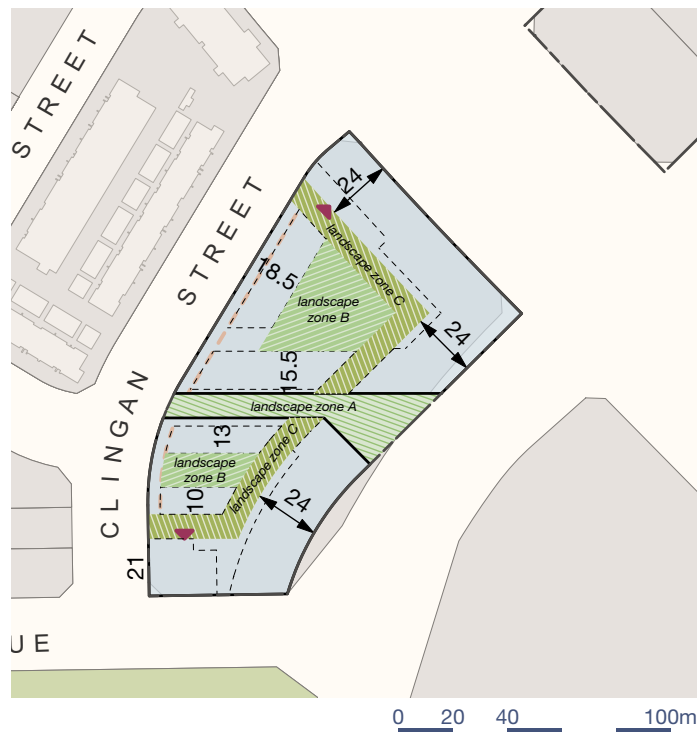 STREET
24
STREET
landscape zone C
18.5
landscape
zone B
24
15.5
landscape zone A
CLINGAN
13
landscape zone C
landscape
zone B
10
24
21
UE
0 20 40 100m